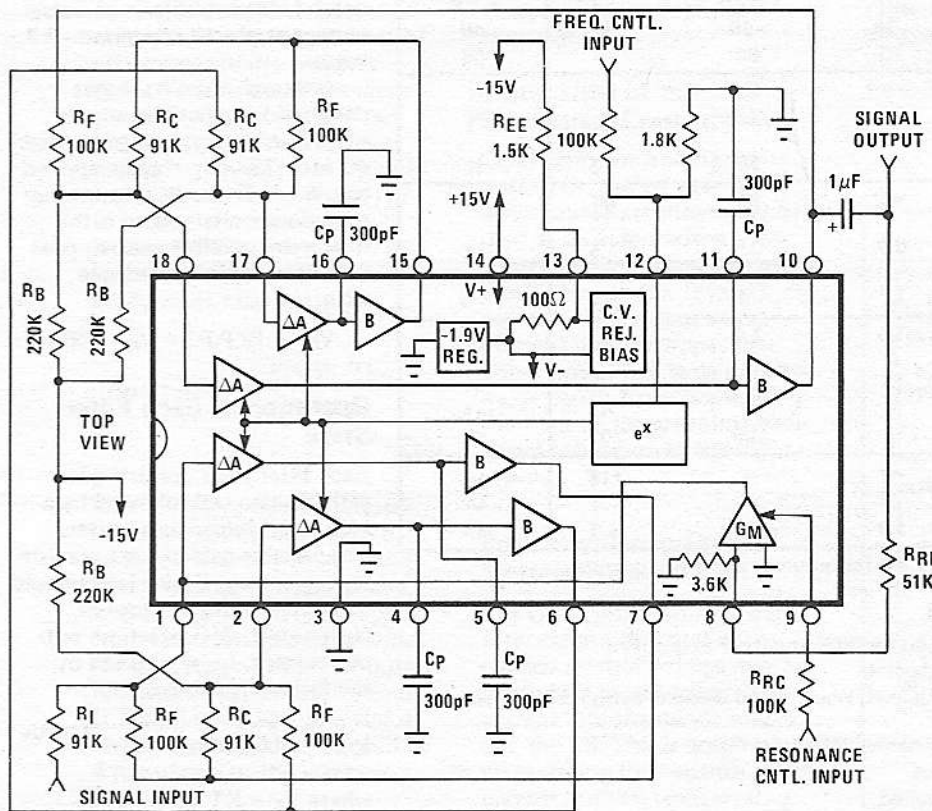 FREQ. CNTL.
INPUT
-15V
RF
100K
RC
91K
RC
91K
RF
100K
REE
1.5K
100K
1.8K
SIGNAL
OUTPUT
CP
300pF
+15V
300pF
CP
1µF
+
18
17
16
15
14
13
12
11
10
RB
220K
RB
220K
ΔA
B
V+
100Ω
-1.9V
REG.
V-
C.V.
REJ.
BIAS
ΔA
B
TOP
VIEW
eˣ
ΔA
B
-15V
ΔA
B
GM
3.6K
RB
220K
RRI
51K
1
2
3
4
5
6
7
8
9
CP
300pF
CP
300pF
RI
91K
RF
100K
RC
91K
RF
100K
RRC
100K
SIGNAL INPUT
RESONANCE
CNTL. INPUT